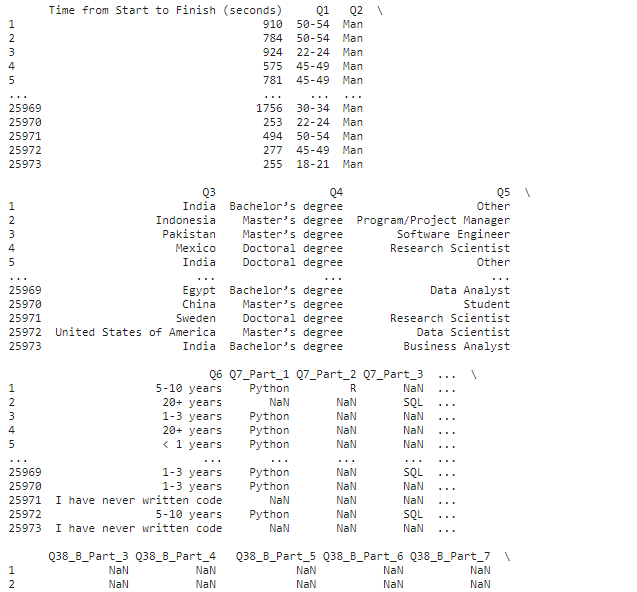 Time from Start to Finish (seconds) Q1 Q2 \
1 910 50-54 Man
2 784 50-54 Man
3 924 22-24 Man
4 575 45-49 Man
5 781 45-49 Man
... ... ... ...
25969 1756 30-34 Man
25970 253 22-24 Man
25971 494 50-54 Man
25972 277 45-49 Man
25973 255 18-21 Man
Q3 Q4 Q5 \
1 India Bachelor’s degree Other
2 Indonesia Master’s degree Program/Project Manager
3 Pakistan Master’s degree Software Engineer
4 Mexico Doctoral degree Research Scientist
5 India Doctoral degree Other
... ... ... ...
25969 Egypt Bachelor’s degree Data Analyst
25970 China Master’s degree Student
25971 Sweden Doctoral degree Research Scientist
25972 United States of America Master’s degree Data Scientist
25973 India Bachelor’s degree Business Analyst
Q6 Q7_Part_1 Q7_Part_2 Q7_Part_3 ... \
1 5-10 years Python R NaN ...
2 20+ years NaN NaN SQL ...
3 1-3 years Python NaN NaN ...
4 20+ years Python NaN NaN ...
5 < 1 years Python NaN NaN ...
... ... ... ... ... ...
25969 1-3 years Python NaN SQL ...
25970 1-3 years Python NaN NaN ...
25971 I have never written code NaN NaN NaN ...
25972 5-10 years Python NaN SQL ...
25973 I have never written code NaN NaN NaN ...
Q38_B_Part_3 Q38_B_Part_4 Q38_B_Part_5 Q38_B_Part_6 Q38_B_Part_7 \
1 NaN NaN NaN NaN NaN
2 NaN NaN NaN NaN NaN